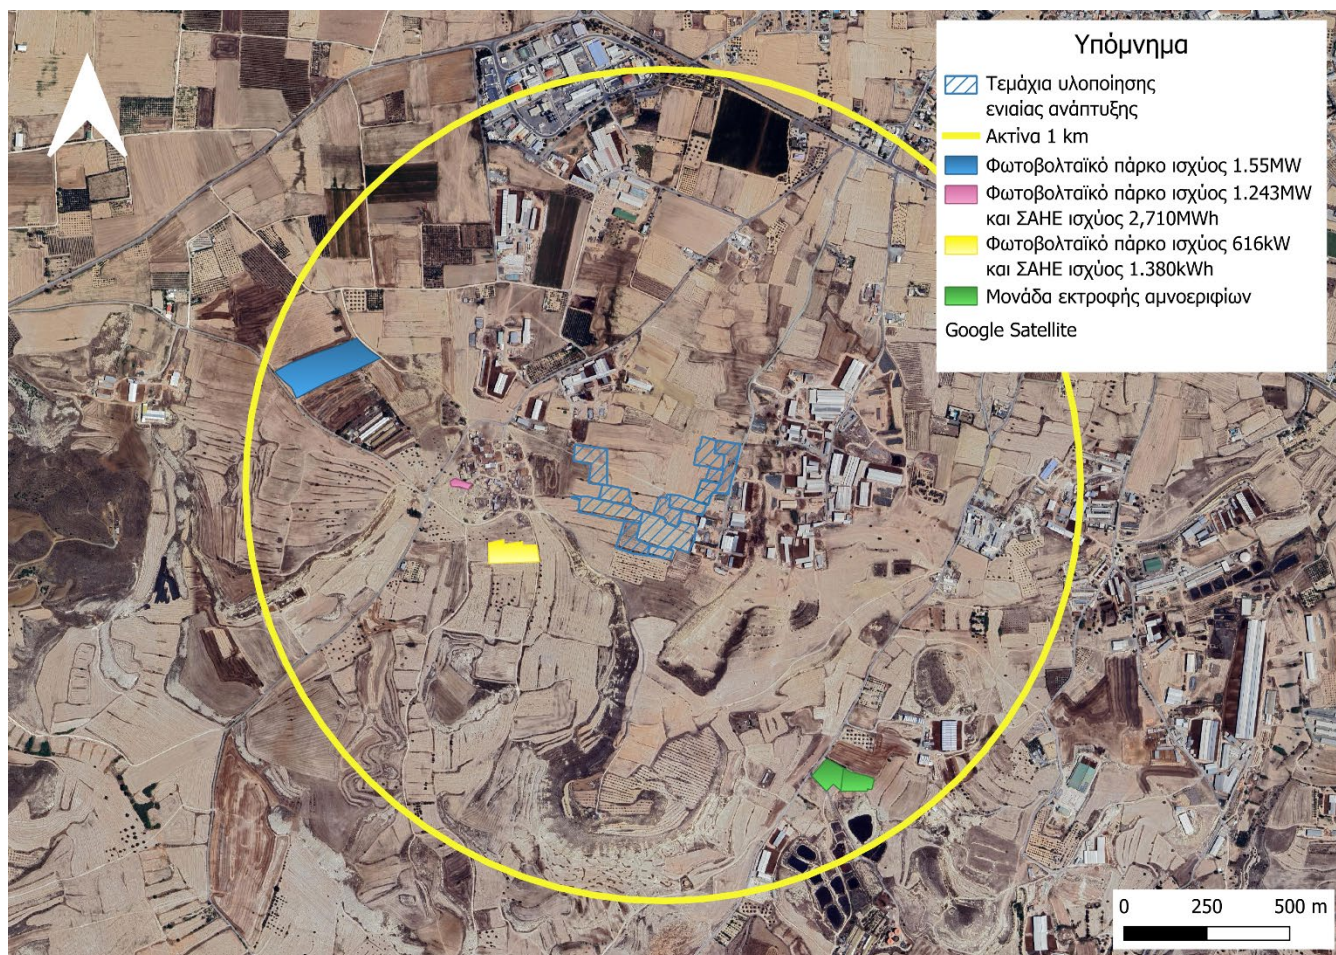 Υπόμνημα
Τεμάχια υλοποίησης
ενιαίας ανάπτυξης
Ακτίνα 1 km
Φωτοβολταϊκό πάρκο ισχύος 1.55MW
Φωτοβολταϊκό πάρκο ισχύος 1.243MW
και ΣΑΗΕ ισχύος 2,710MWh
Φωτοβολταϊκό πάρκο ισχύος 616kW
και ΣΑΗΕ ισχύος 1.380kWh
Μονάδα εκτροφής αμνοεριφίων
Google Satellite
0 250 500 m